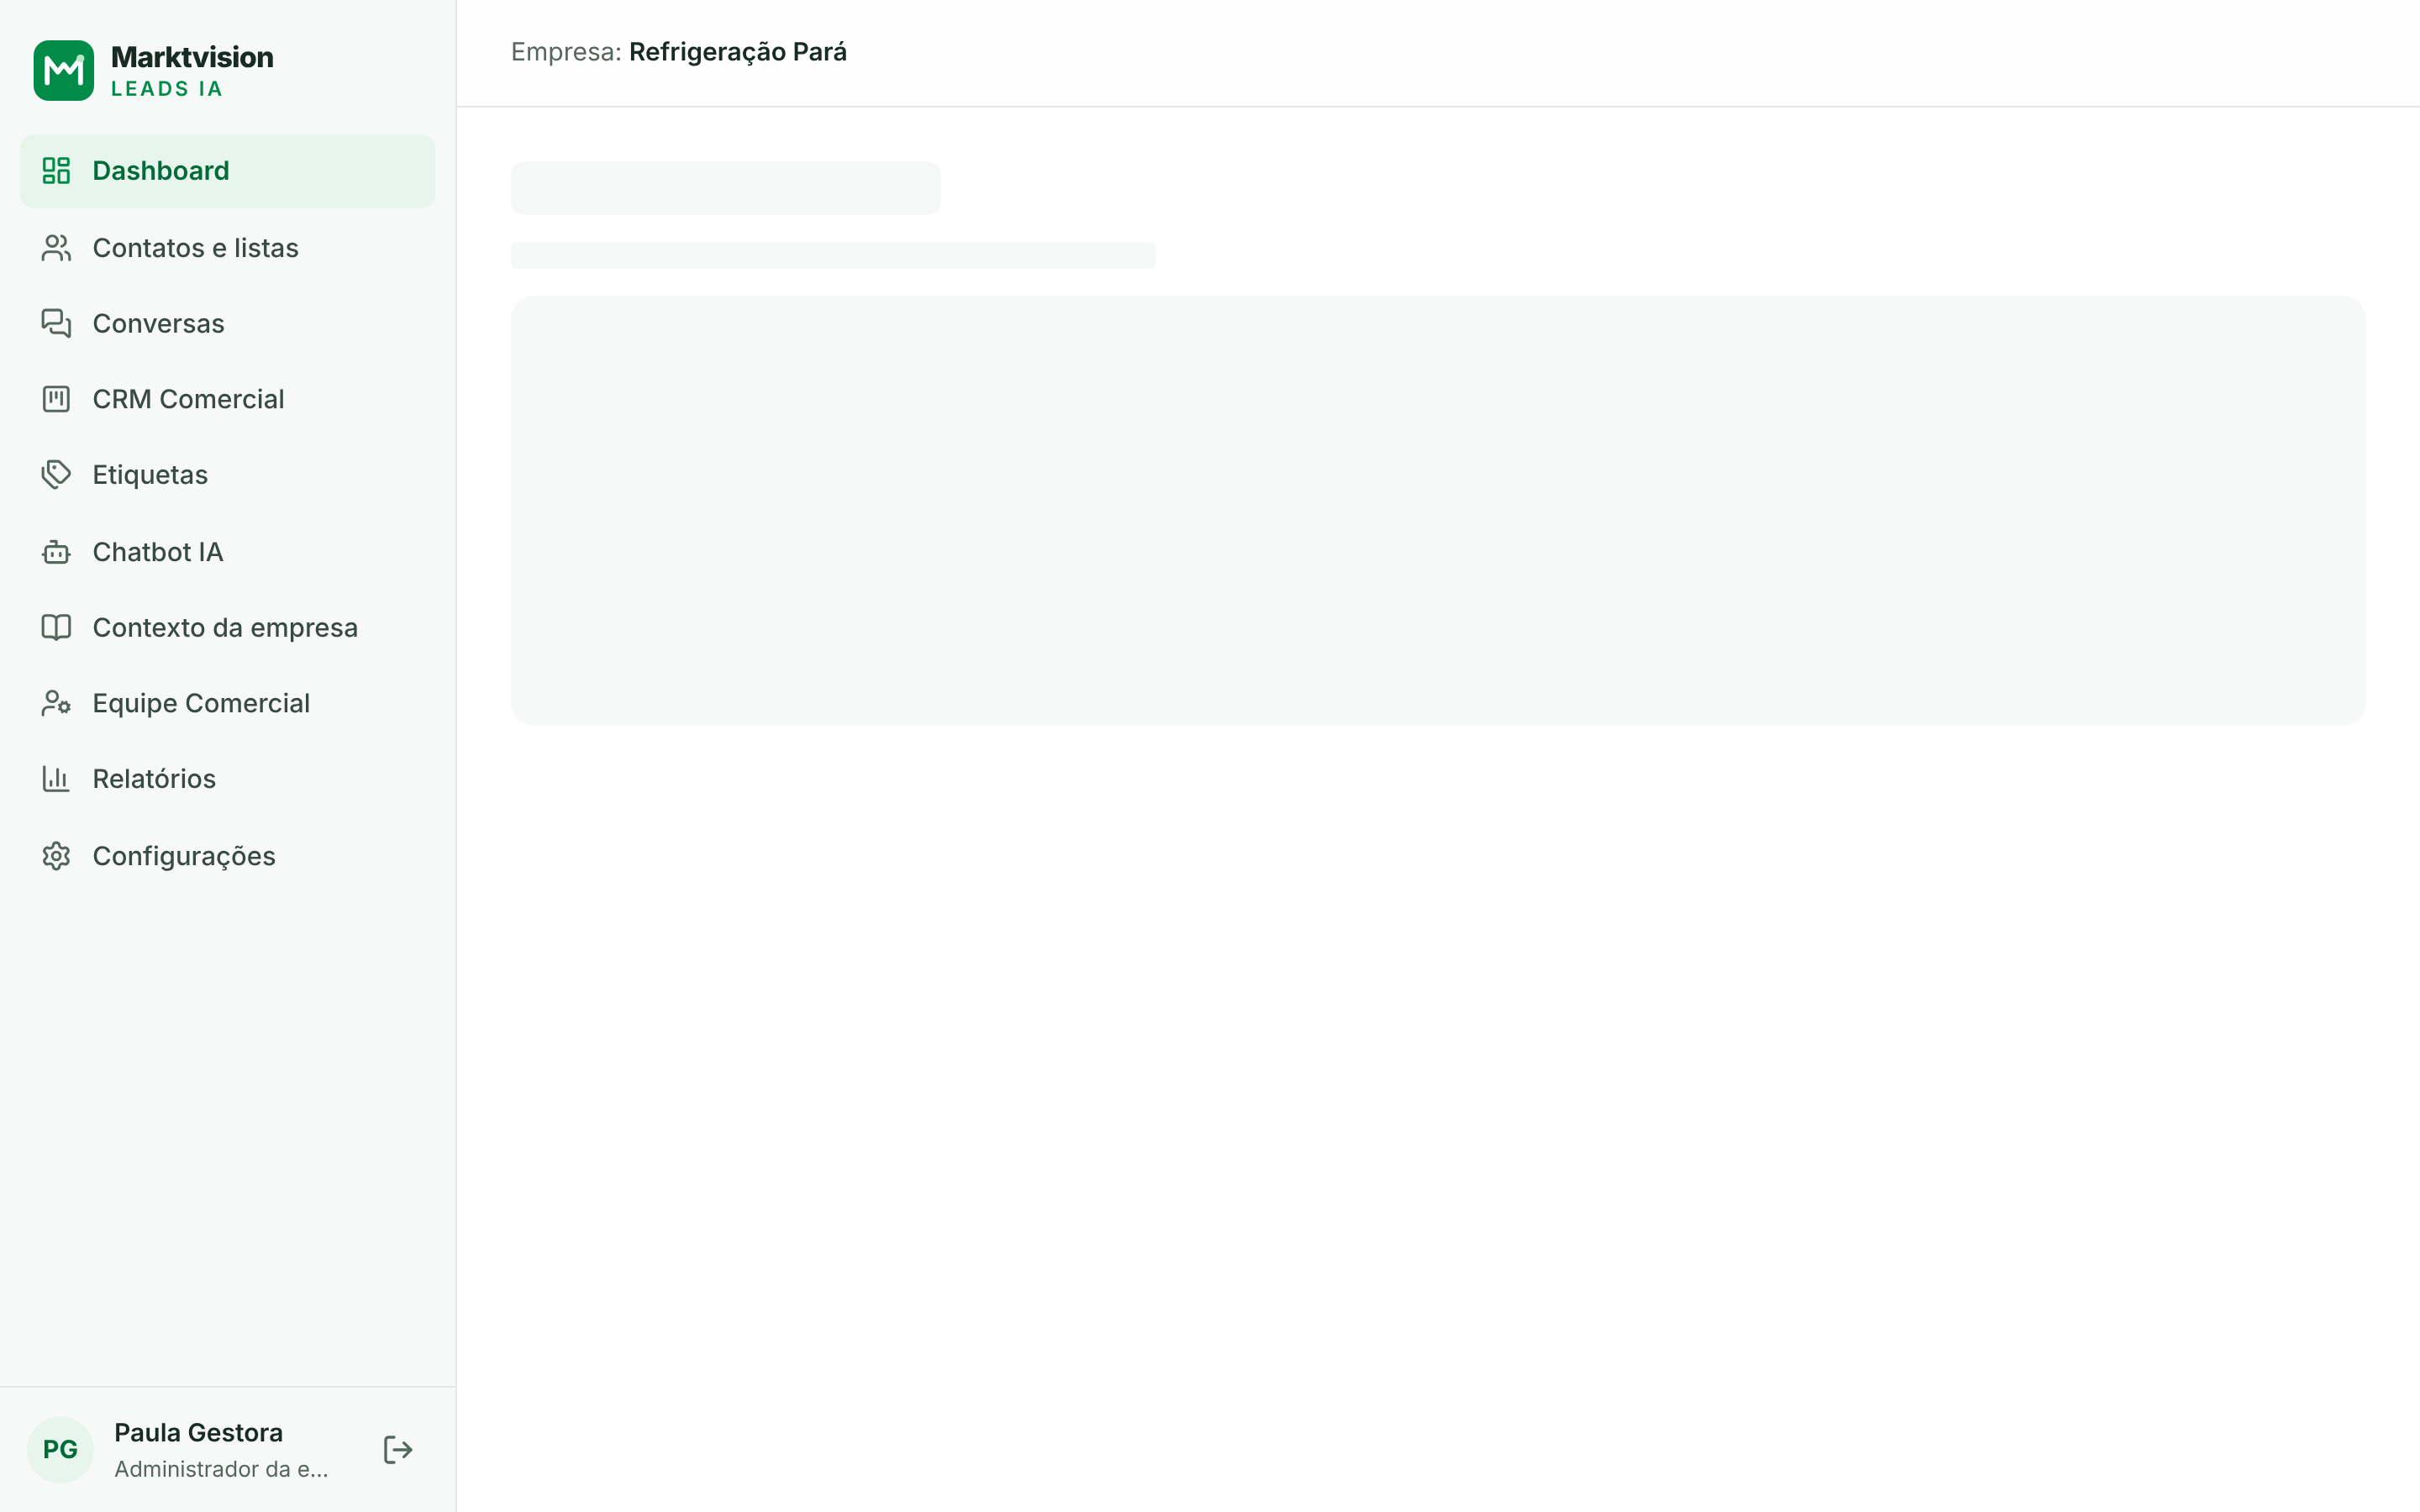 Marktvision
LEADS IA
Dashboard
Contatos e listas
Conversas
CRM Comercial
Etiquetas
Chatbot IA
Contexto da empresa
Equipe Comercial
Relatórios
Configurações
PG
Paula Gestora
Administrador da e...
Empresa: Refrigeração Pará